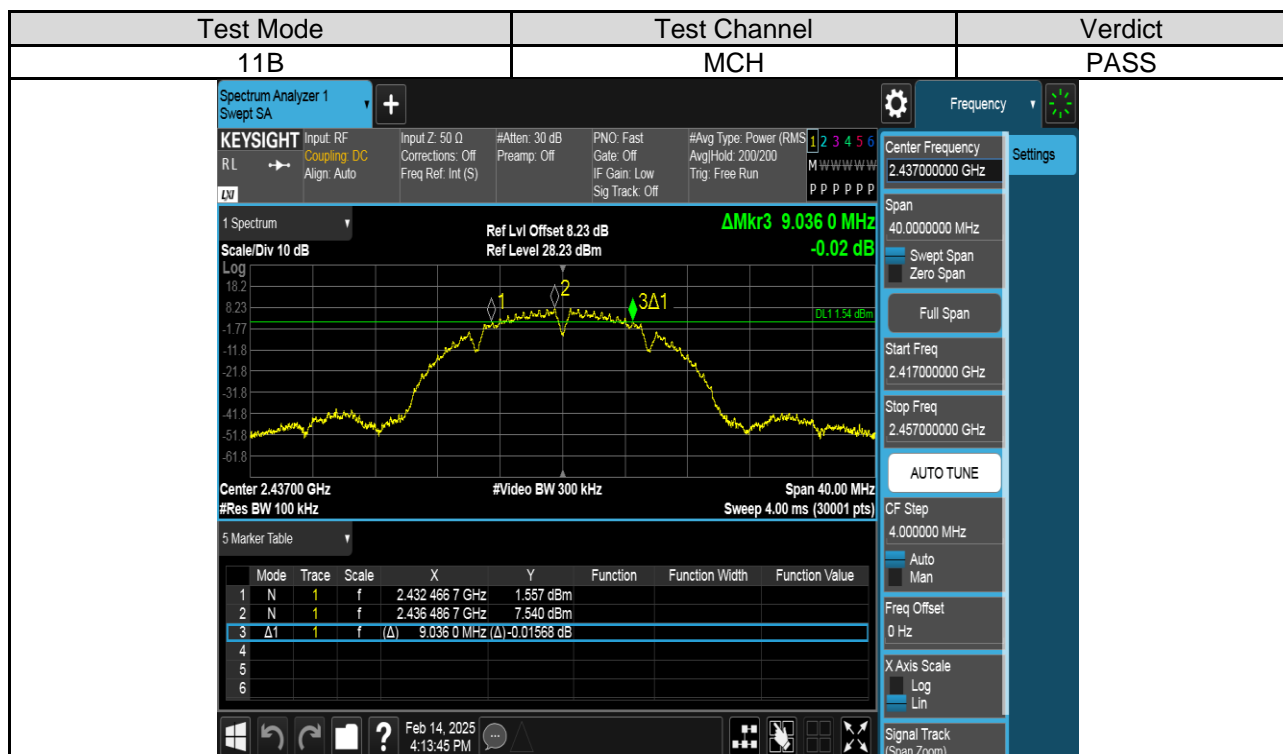 Test Mode Test Channel Verdict
11B MCH PASS
Spectrum Analyzer 1
Swept SA
+
Frequency
KEYSIGHT
RL
LXI
Input: RF
Coupling: DC
Align: Auto
Input Z: 50 Ω
Corrections: Off
Freq Ref: Int (S)
#Atten: 30 dB
Preamp: Off
PNO: Fast
Gate: Off
IF Gain: Low
Sig Track: Off
#Avg Type: Power (RMS
Avg|Hold: 200/200
Trig: Free Run
1 2 3 4 5 6
M W W W W W
P P P P P P
1 Spectrum
Scale/Div 10 dB
Ref Lvl Offset 8.23 dB
Ref Level 28.23 dBm
ΔMkr3 9.036 0 MHz
-0.02 dB
Log
18.2
8.23
-1.77
-11.8
-21.8
-31.8
-41.8
-51.8
-61.8
1
2
3Δ1
DL1 1.54 dBm
Center 2.43700 GHz #Video BW 300 kHz Span 40.00 MHz
#Res BW 100 kHz Sweep 4.00 ms (30001 pts)
5 Marker Table
Mode Trace Scale X Y Function Function Width Function Value
1 N 1 f 2.432 466 7 GHz 1.557 dBm
2 N 1 f 2.436 486 7 GHz 7.540 dBm
3 Δ1 1 f (Δ) 9.036 0 MHz (Δ) -0.01568 dB
4
5
6
?
Feb 14, 2025
4:13:45 PM
Center Frequency
2.437000000 GHz
Settings
Span
40.0000000 MHz
Swept Span
Zero Span
Full Span
Start Freq
2.417000000 GHz
Stop Freq
2.457000000 GHz
AUTO TUNE
CF Step
4.000000 MHz
Auto
Man
Freq Offset
0 Hz
X Axis Scale
Log
Lin
Signal Track
(Span Zoom)